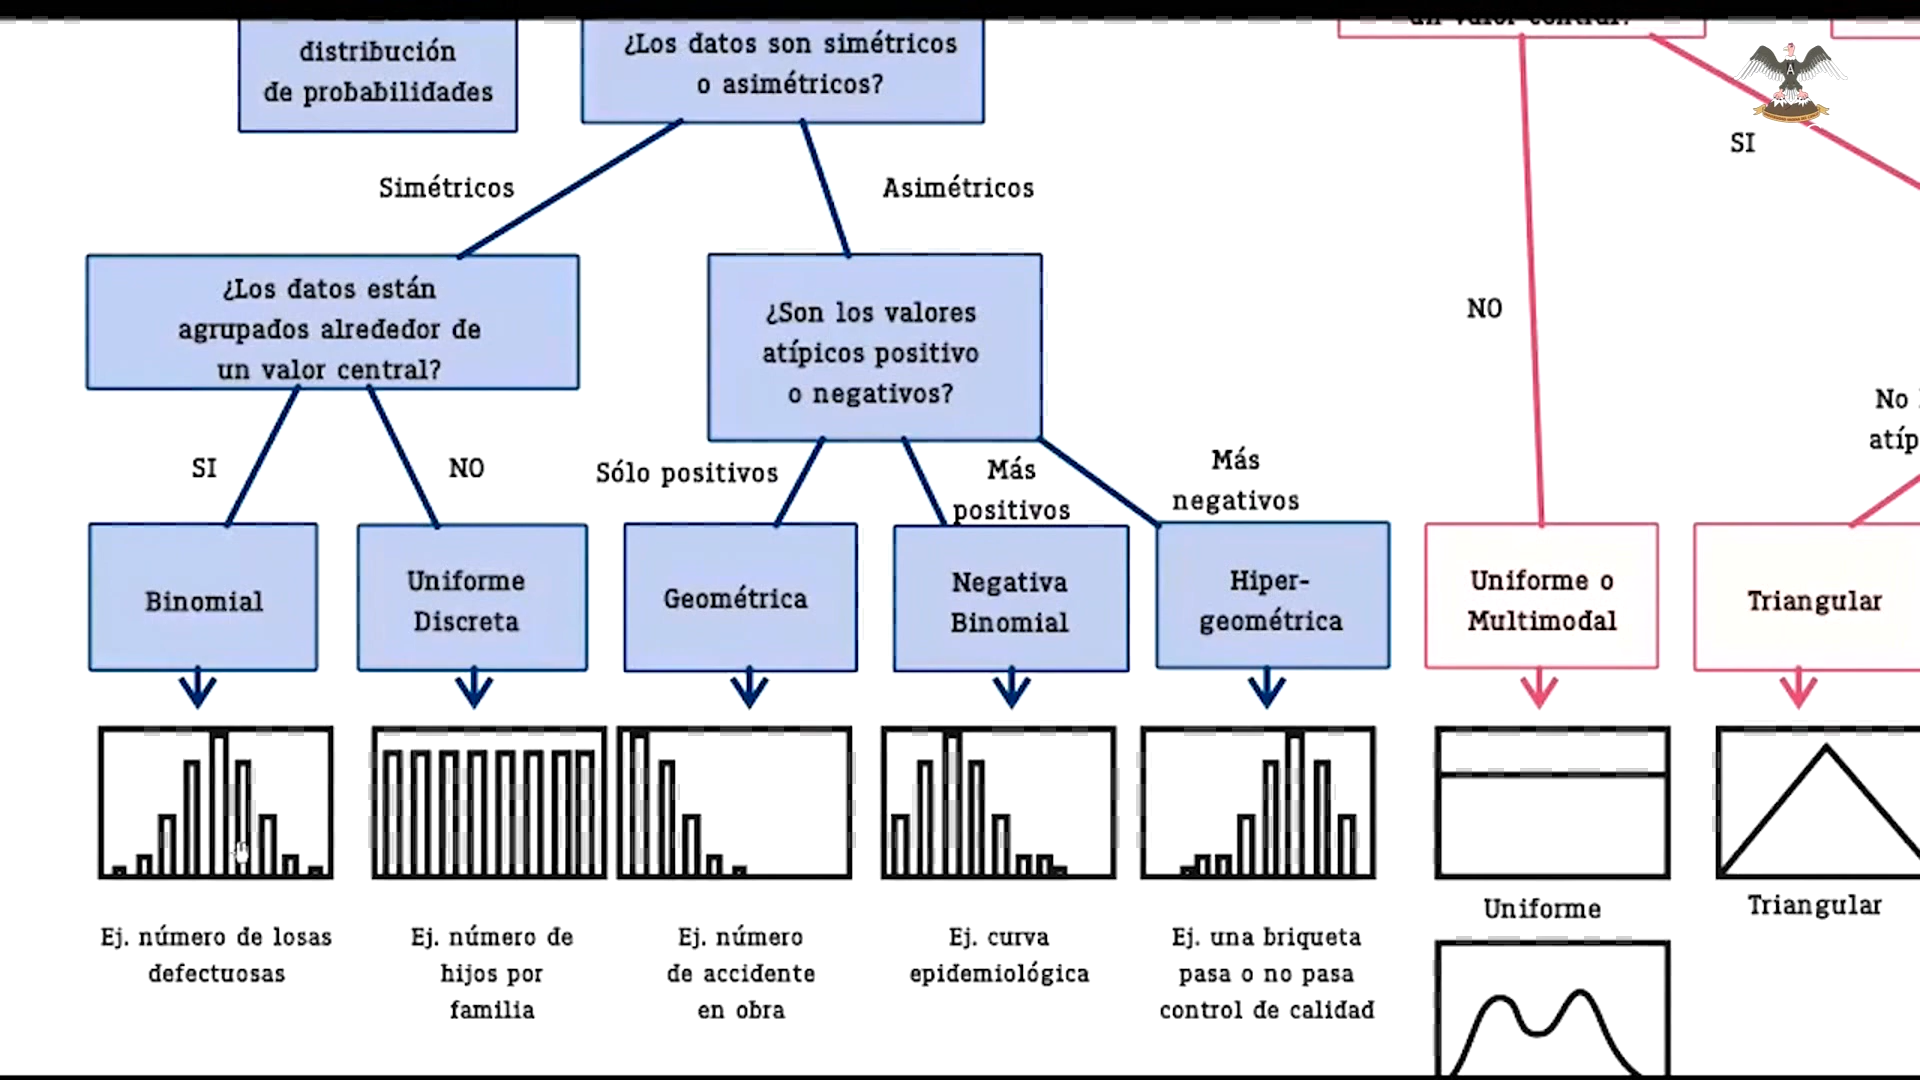 distribución
de probabilidades
¿Los datos son simétricos
o asimétricos?
un valor central?
SI
Simétricos
Asimétricos
¿Los datos están
agrupados alrededor de
un valor central?
¿Son los valores
atípicos positivo
o negativos?
NO
No
atíp
SI
NO
Sólo positivos
Más
positivos
Más
negativos
Binomial
Uniforme
Discreta
Geométrica
Negativa
Binomial
Hiper-
geométrica
Uniforme o
Multimodal
Triangular
Uniforme
Triangular
Ej. número de losas
defectuosas
Ej. número de
hijos por
familia
Ej. número
de accidente
en obra
Ej. curva
epidemiológica
Ej. una briqueta
pasa o no pasa
control de calidad